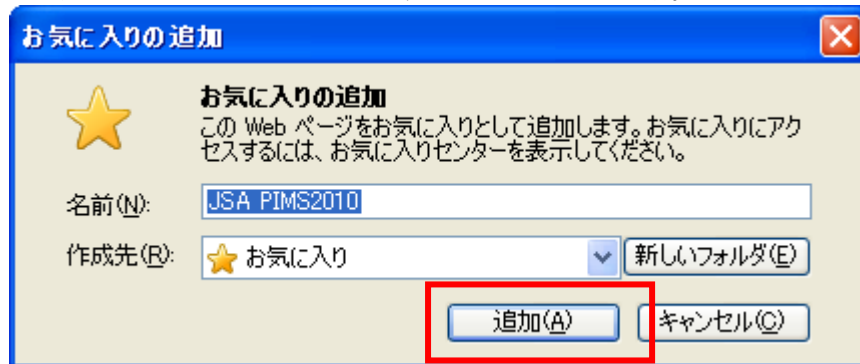 お気に入りの追加
お気に入りの追加
この Web ページをお気に入りとして追加します。お気に入りにアク
セスするには、お気に入りセンターを表示してください。
名前(N):
JSA PIMS2010
作成先(R):
お気に入り
新しいフォルダ(E)
追加(A)
キャンセル(C)